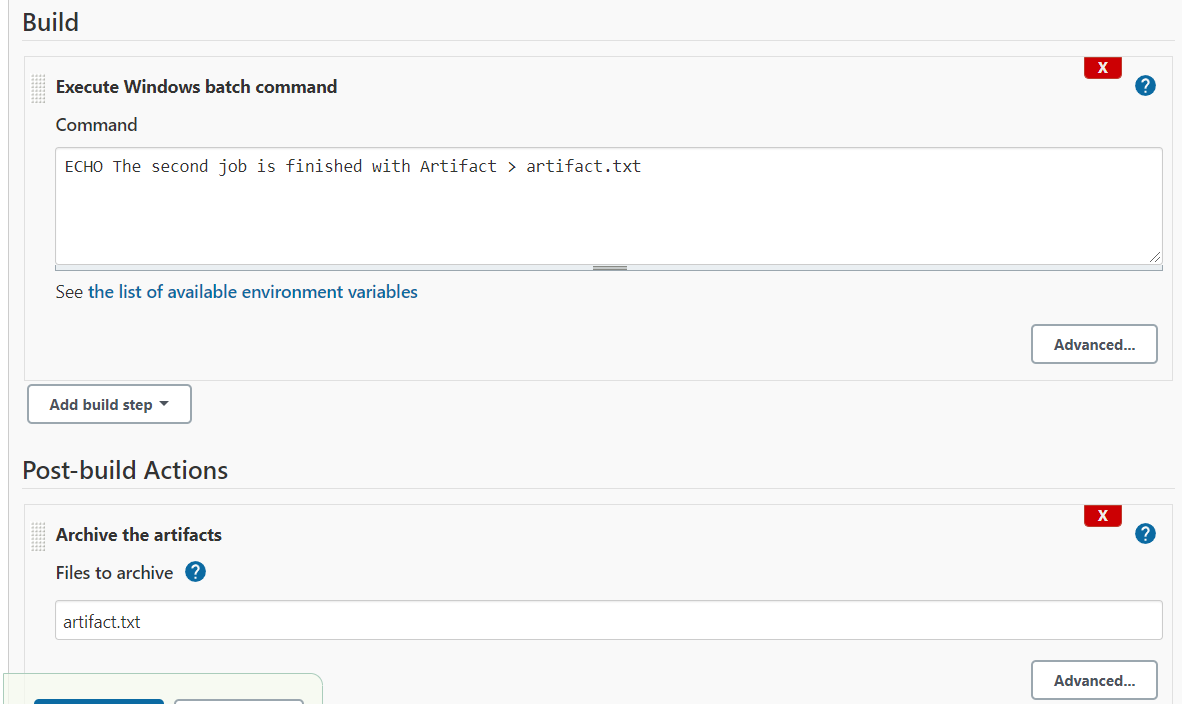 Build
X
Execute Windows batch command
?
Command
ECHO The second job is finished with Artifact > artifact.txt
See the list of available environment variables
Advanced...
Add build step
Post-build Actions
X
Archive the artifacts
?
Files to archive ?
artifact.txt
Advanced...